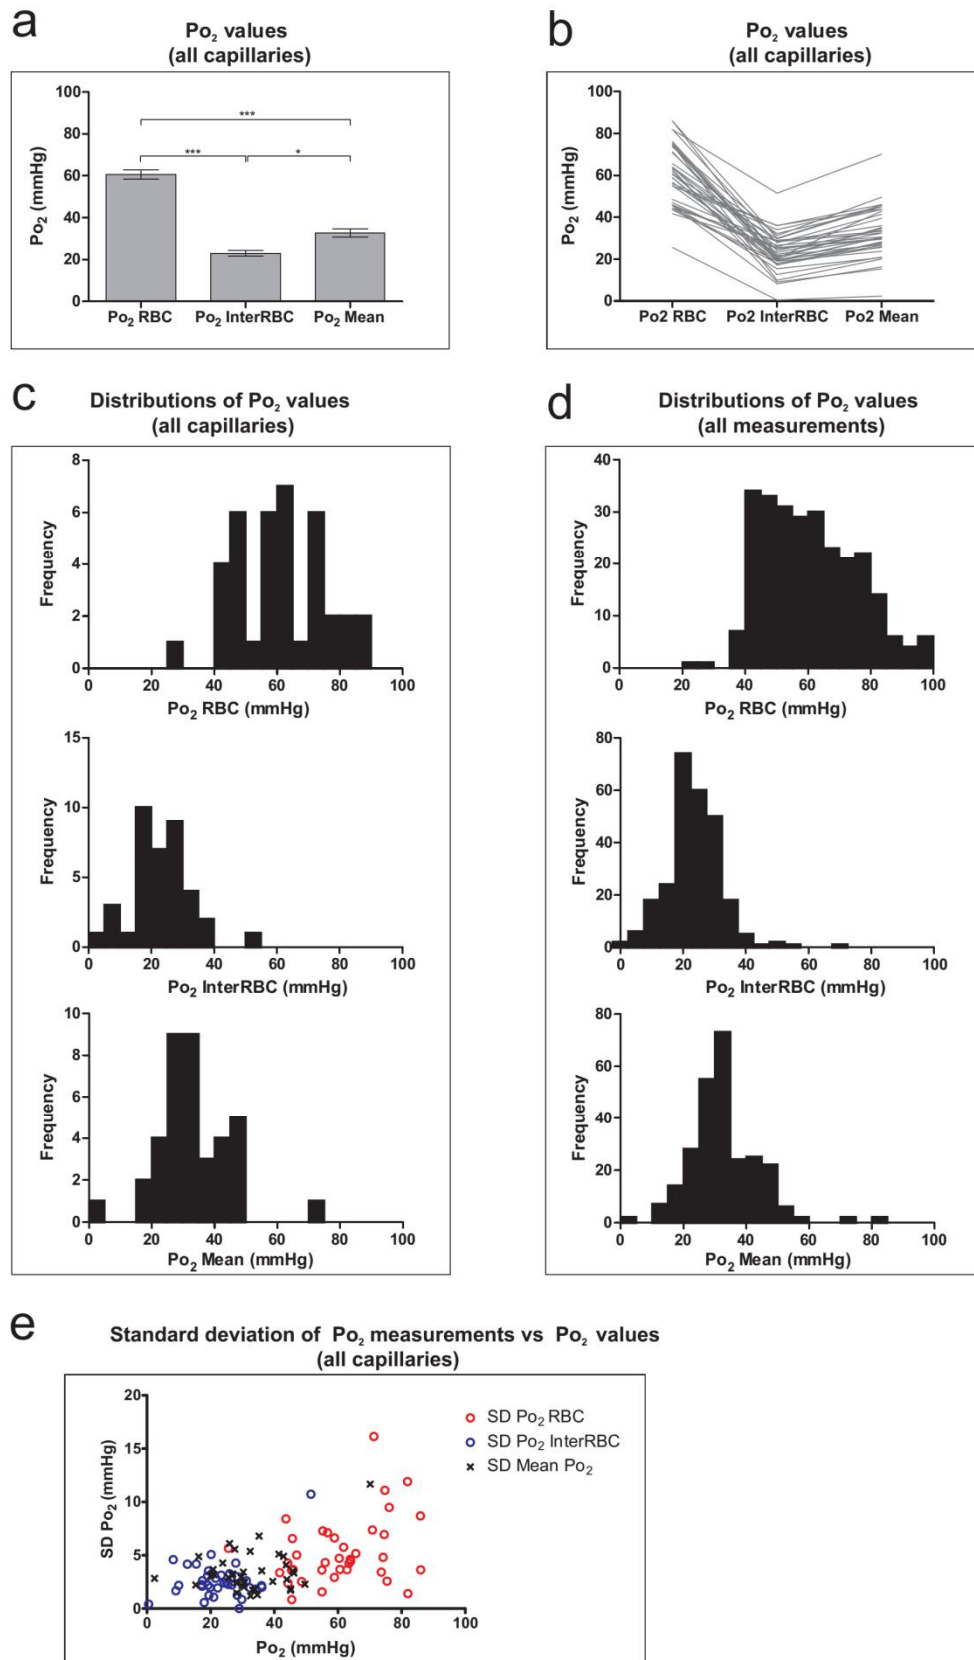 a
Po₂ values
(all capillaries)
100
80
60
40
20
0
Po₂ (mmHg)
***
***
*
Po₂ RBC
Po₂ InterRBC
Po₂ Mean
b
Po₂ values
(all capillaries)
100
80
60
40
20
0
Po₂ (mmHg)
Po2 RBC
Po2 InterRBC
Po2 Mean
c
Distributions of Po₂ values
(all capillaries)
8
6
4
2
0
Frequency
0 20 40 60 80 100
Po₂ RBC (mmHg)
15
10
5
0
Frequency
0 20 40 60 80 100
Po₂ InterRBC (mmHg)
10
8
6
4
2
0
Frequency
0 20 40 60 80 100
Po₂ Mean (mmHg)
d
Distributions of Po₂ values
(all measurements)
40
30
20
10
0
Frequency
0 20 40 60 80 100
Po₂ RBC (mmHg)
80
60
40
20
0
Frequency
0 20 40 60 80 100
Po₂ InterRBC (mmHg)
80
60
40
20
0
Frequency
0 20 40 60 80 100
Po₂ Mean (mmHg)
e
Standard deviation of Po₂ measurements vs Po₂ values
(all capillaries)
20
15
10
5
0
SD Po₂ (mmHg)
0 20 40 60 80 100
Po₂ (mmHg)
SD Po₂ RBC
SD Po₂ InterRBC
SD Mean Po₂